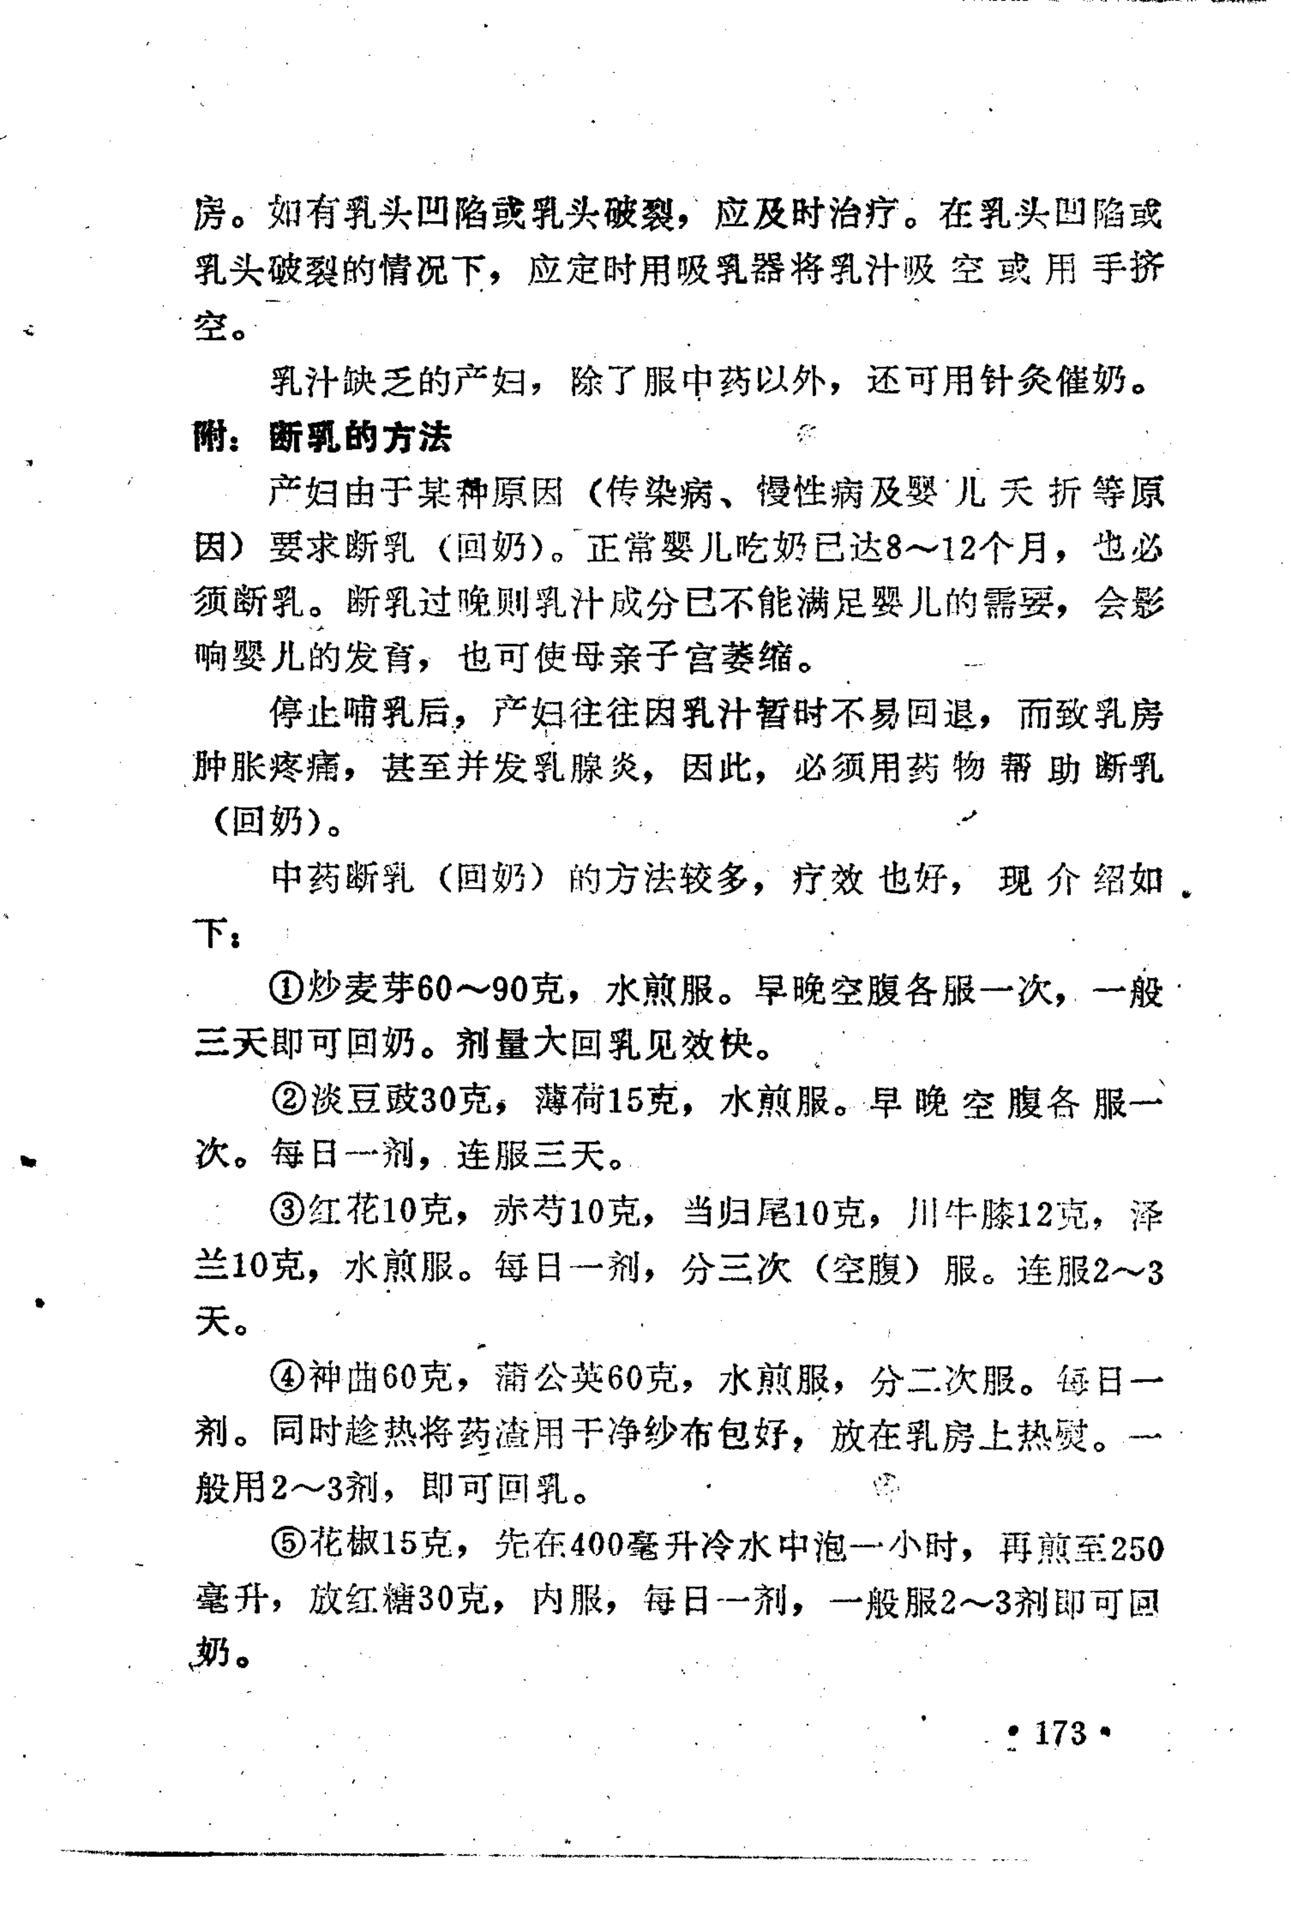 房。如有乳头凹陷或乳头破裂，应及时治疗。在乳头凹陷或
乳头破裂的情况下，应定时用吸乳器将乳汁吸空或用手挤
空。
乳汁缺乏的产妇，除了服中药以外，还可用针灸催奶。
附：断乳的方法
产妇由于某种原因（传染病、慢性病及婴儿夭折等原
因）要求断乳（回奶）。正常婴儿吃奶已达8～12个月，也必
须断乳。断乳过晚则乳汁成分已不能满足婴儿的需要，会影
响婴儿的发育，也可使母亲子宫萎缩。
停止哺乳后，产妇往往因乳汁暂时不易回退，而致乳房
肿胀疼痛，甚至并发乳腺炎，因此，必须用药物帮助断乳
（回奶）。
中药断乳（回奶）的方法较多，疗效也好，现介绍如
下：
①炒麦芽60～90克，水煎服。早晚空腹各服一次，一般
三天即可回奶。剂量大回乳见效快。
②淡豆豉30克，薄荷15克，水煎服。早晚空腹各服一
次。每日一剂，连服三天。
③红花10克，赤芍10克，当归尾10克，川牛膝12克，泽
兰10克，水煎服。每日一剂，分三次（空腹）服。连服2～3
天。
④神曲60克，蒲公英60克，水煎服，分二次服。每日一
剂。同时趁热将药渣用干净纱布包好，放在乳房上热熨。一
般用2～3剂，即可回乳。
⑤花椒15克，先在400毫升冷水中泡一小时，再煎至250
毫升，放红糖30克，内服，每日一剂，一般服2～3剂即可回
奶。
• 173 •